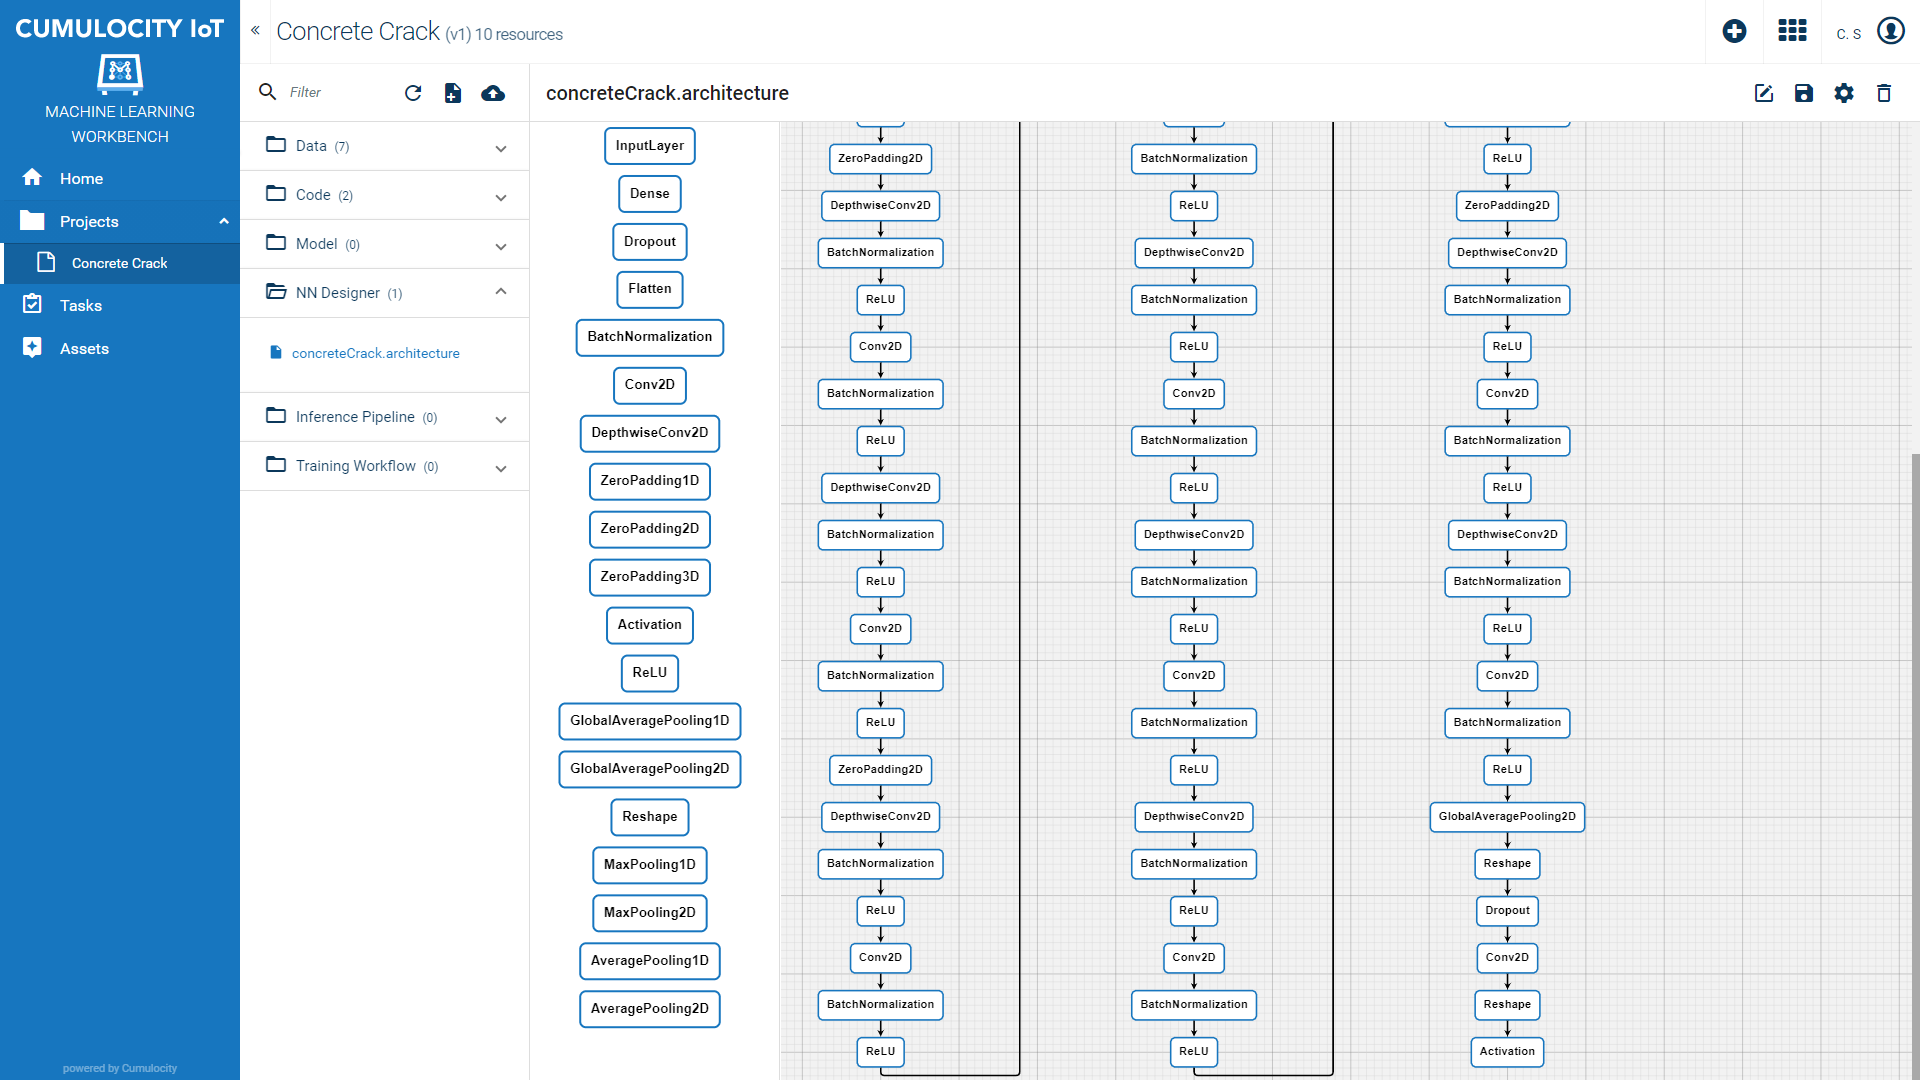 CUMULOCITY IoT
MACHINE LEARNING
WORKBENCH
Home
Projects
Concrete Crack
Tasks
Assets
powered by Cumulocity
«
Concrete Crack (v1) 10 resources
C. S
Filter
Data (7)
Code (2)
Model (0)
NN Designer (1)
concreteCrack.architecture
Inference Pipeline (0)
Training Workflow (0)
concreteCrack.architecture
InputLayer
Dense
Dropout
Flatten
BatchNormalization
Conv2D
DepthwiseConv2D
ZeroPadding1D
ZeroPadding2D
ZeroPadding3D
Activation
ReLU
GlobalAveragePooling1D
GlobalAveragePooling2D
Reshape
MaxPooling1D
MaxPooling2D
AveragePooling1D
AveragePooling2D
ZeroPadding2D
DepthwiseConv2D
BatchNormalization
ReLU
Conv2D
BatchNormalization
ReLU
DepthwiseConv2D
BatchNormalization
ReLU
Conv2D
BatchNormalization
ReLU
ZeroPadding2D
DepthwiseConv2D
BatchNormalization
ReLU
Conv2D
BatchNormalization
ReLU
BatchNormalization
ReLU
DepthwiseConv2D
BatchNormalization
ReLU
Conv2D
BatchNormalization
ReLU
DepthwiseConv2D
BatchNormalization
ReLU
Conv2D
BatchNormalization
ReLU
DepthwiseConv2D
BatchNormalization
ReLU
Conv2D
BatchNormalization
ReLU
ReLU
ZeroPadding2D
DepthwiseConv2D
BatchNormalization
ReLU
Conv2D
BatchNormalization
ReLU
DepthwiseConv2D
BatchNormalization
ReLU
Conv2D
BatchNormalization
ReLU
GlobalAveragePooling2D
Reshape
Dropout
Conv2D
Reshape
Activation